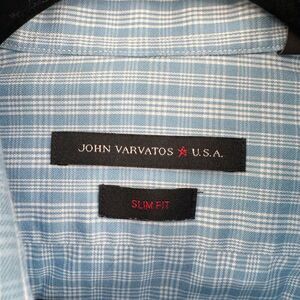 JOHN VARVATOS ★ U.S.A.
SLIM FIT